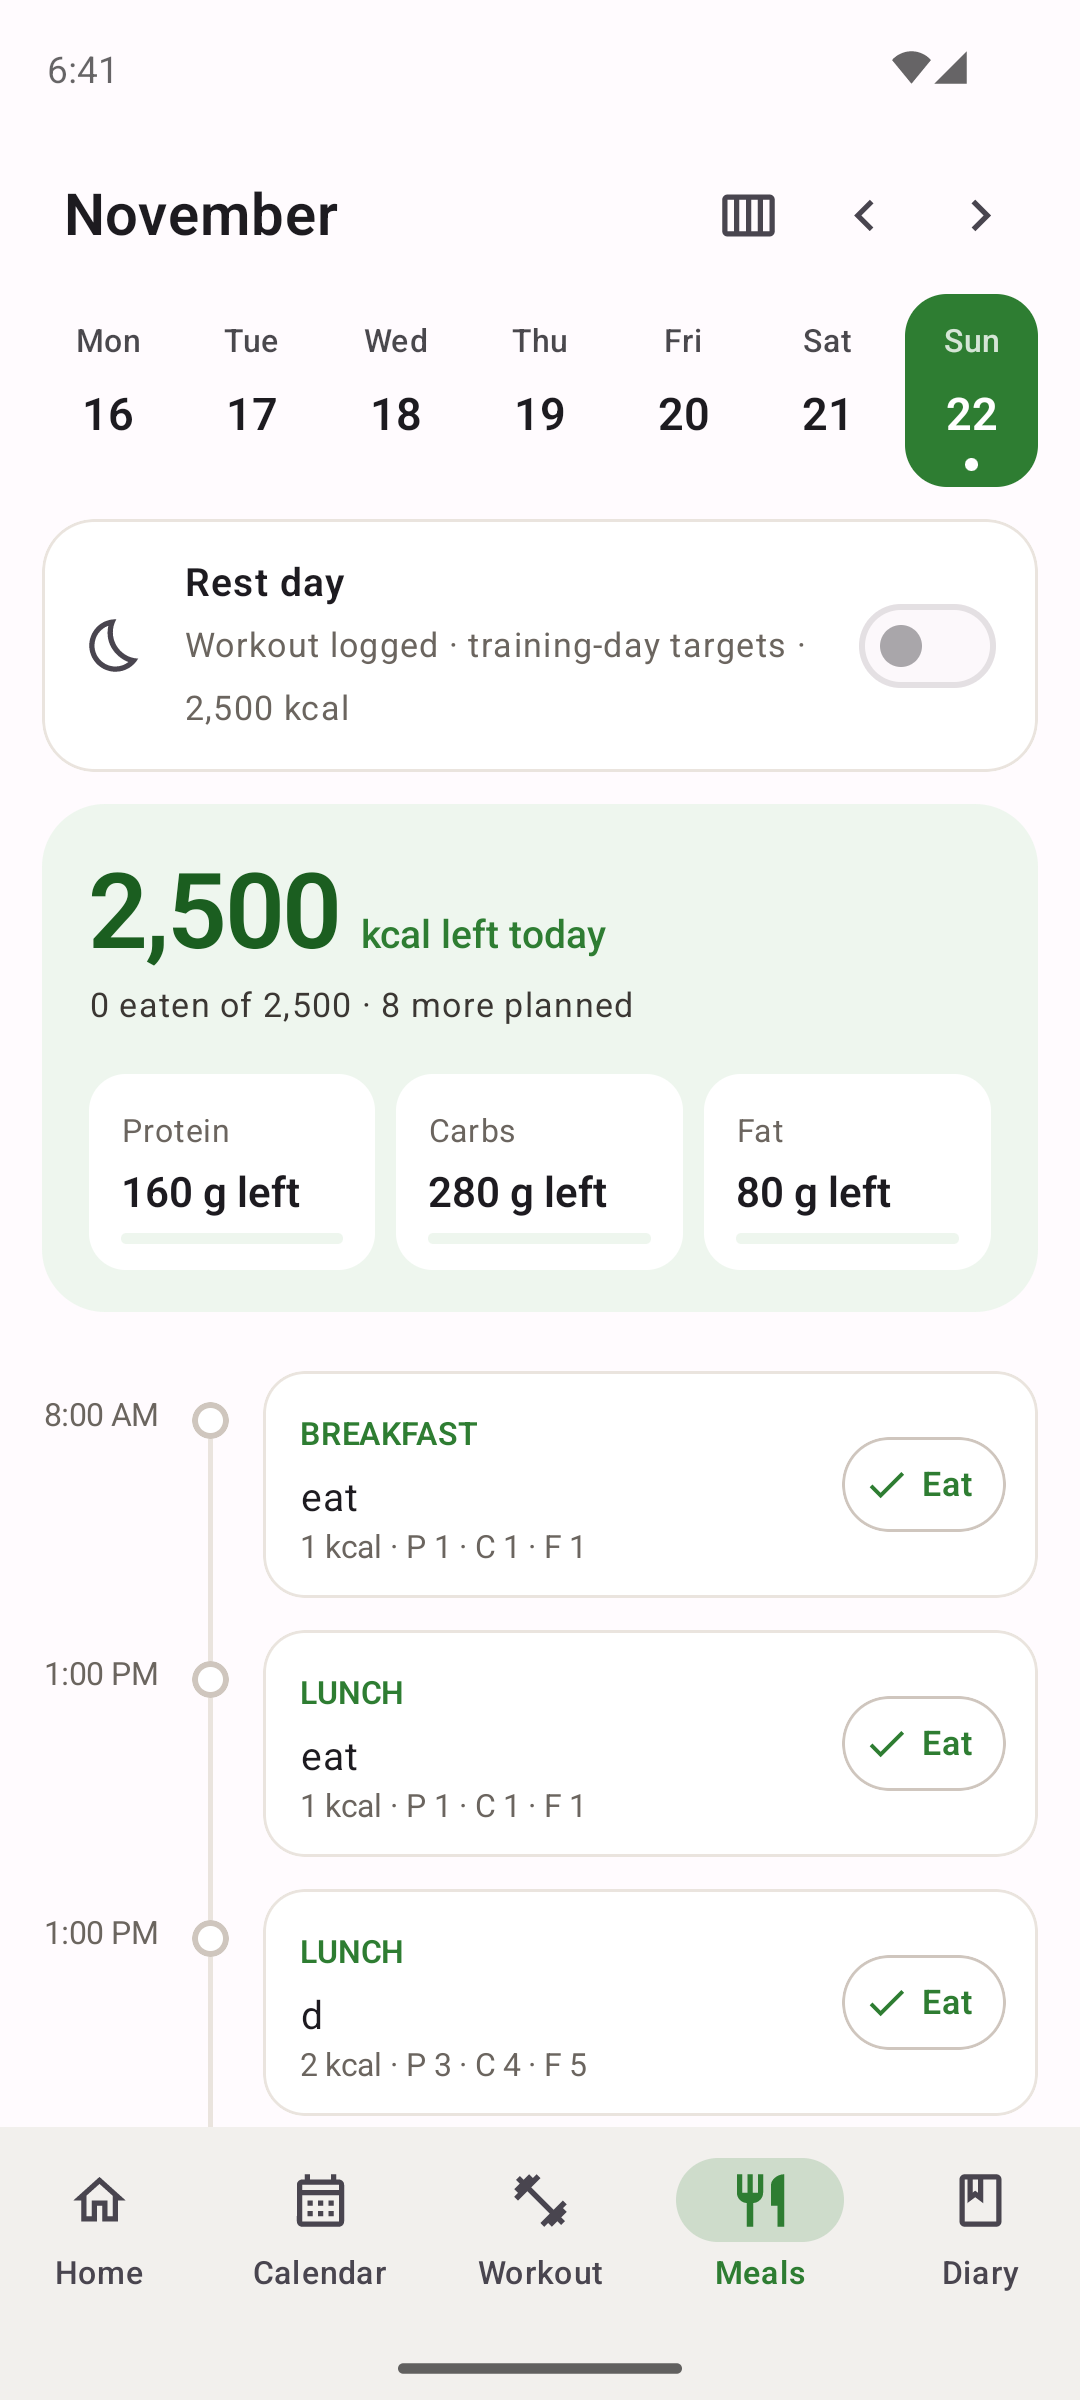 6:41
November
Mon Tue Wed Thu Fri Sat Sun
16 17 18 19 20 21 22
Rest day
Workout logged · training-day targets ·
2,500 kcal
2,500 kcal left today
0 eaten of 2,500 · 8 more planned
Protein Carbs Fat
160 g left 280 g left 80 g left
8:00 AM
BREAKFAST
eat
1 kcal · P 1 · C 1 · F 1
Eat
1:00 PM
LUNCH
eat
1 kcal · P 1 · C 1 · F 1
Eat
1:00 PM
LUNCH
d
2 kcal · P 3 · C 4 · F 5
Eat
Home Calendar Workout Meals Diary